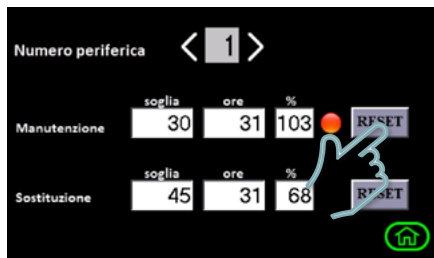 Numero periferica < 1 >
soglia ore %
Manutenzione 30 31 103 RESET
soglia ore %
Sostituzione 45 31 68 RESET